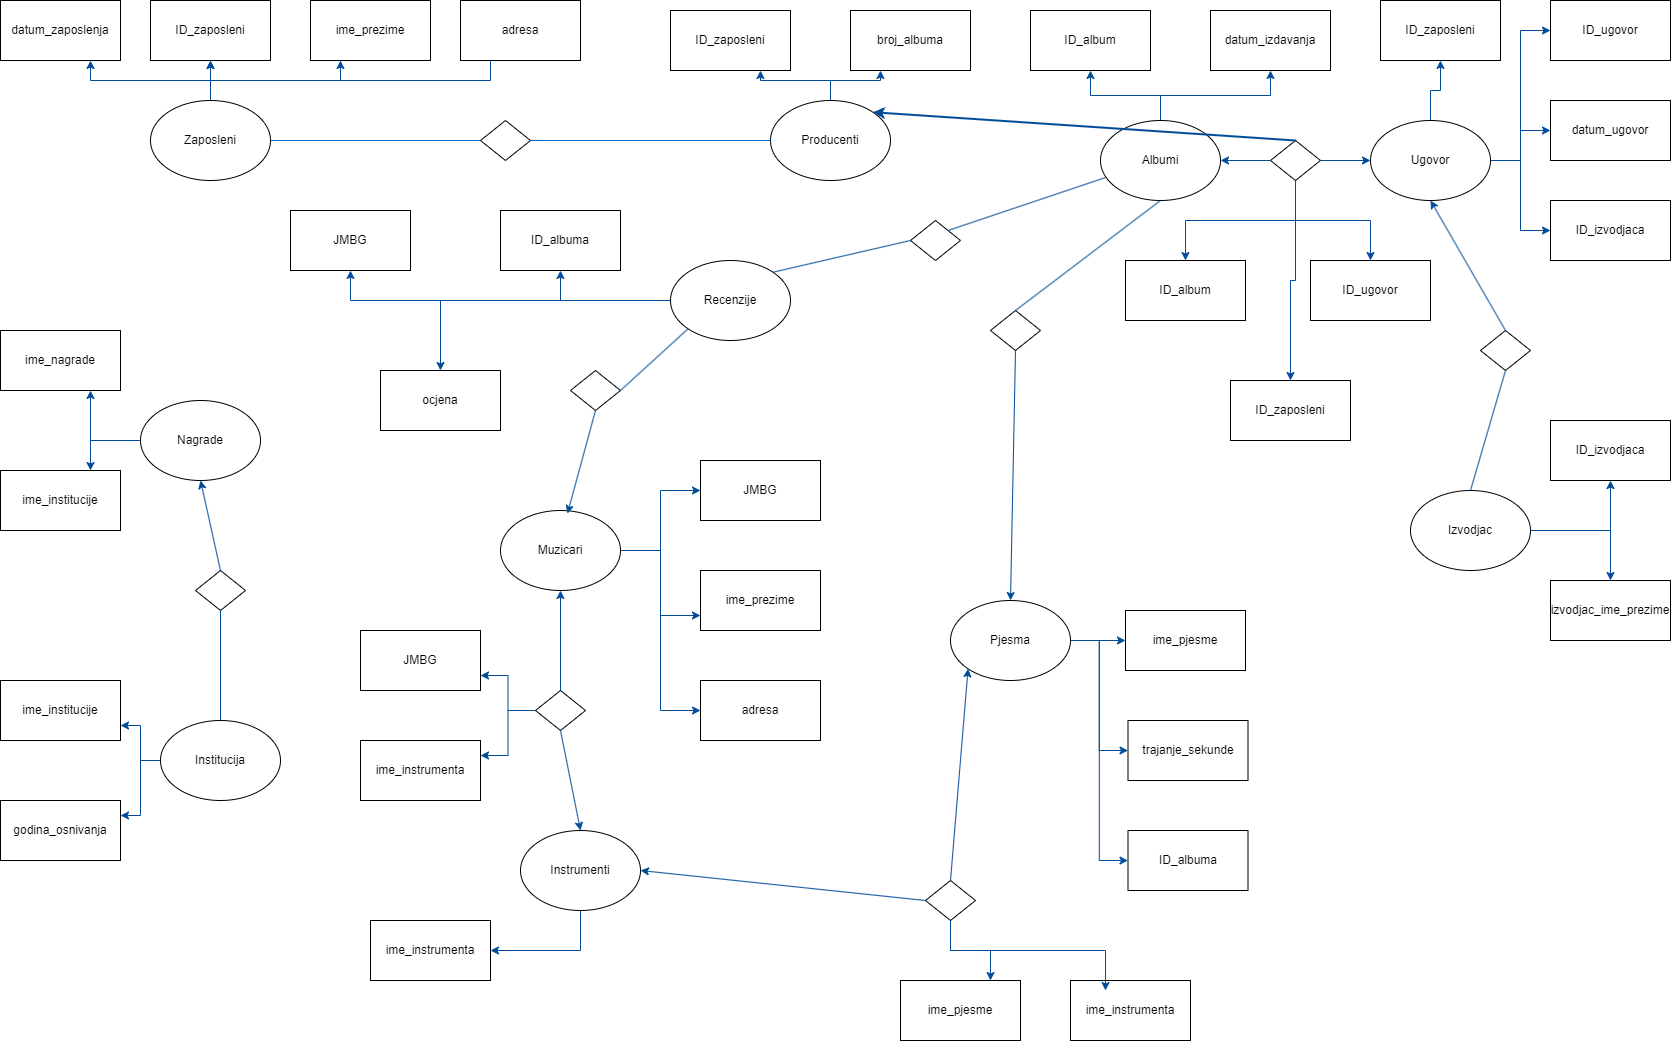 datum_zaposlenja
ID_zaposleni
ime_prezime
adresa
ID_zaposleni
broj_albuma
ID_album
datum_izdavanja
ID_zaposleni
ID_ugovor
Zaposleni
Producenti
Albumi
Ugovor
datum_ugovor
JMBG
ID_albuma
ID_izvodjaca
Recenzije
ID_album
ID_ugovor
ime_nagrade
ocjena
ID_zaposleni
Nagrade
ID_izvodjaca
ime_institucije
JMBG
Izvodjac
Muzicari
ime_prezime
izvodjac_ime_prezime
Pjesma
ime_pjesme
JMBG
ime_institucije
adresa
trajanje_sekunde
Institucija
ime_instrumenta
godina_osnivanja
ID_albuma
Instrumenti
ime_instrumenta
ime_pjesme
ime_instrumenta